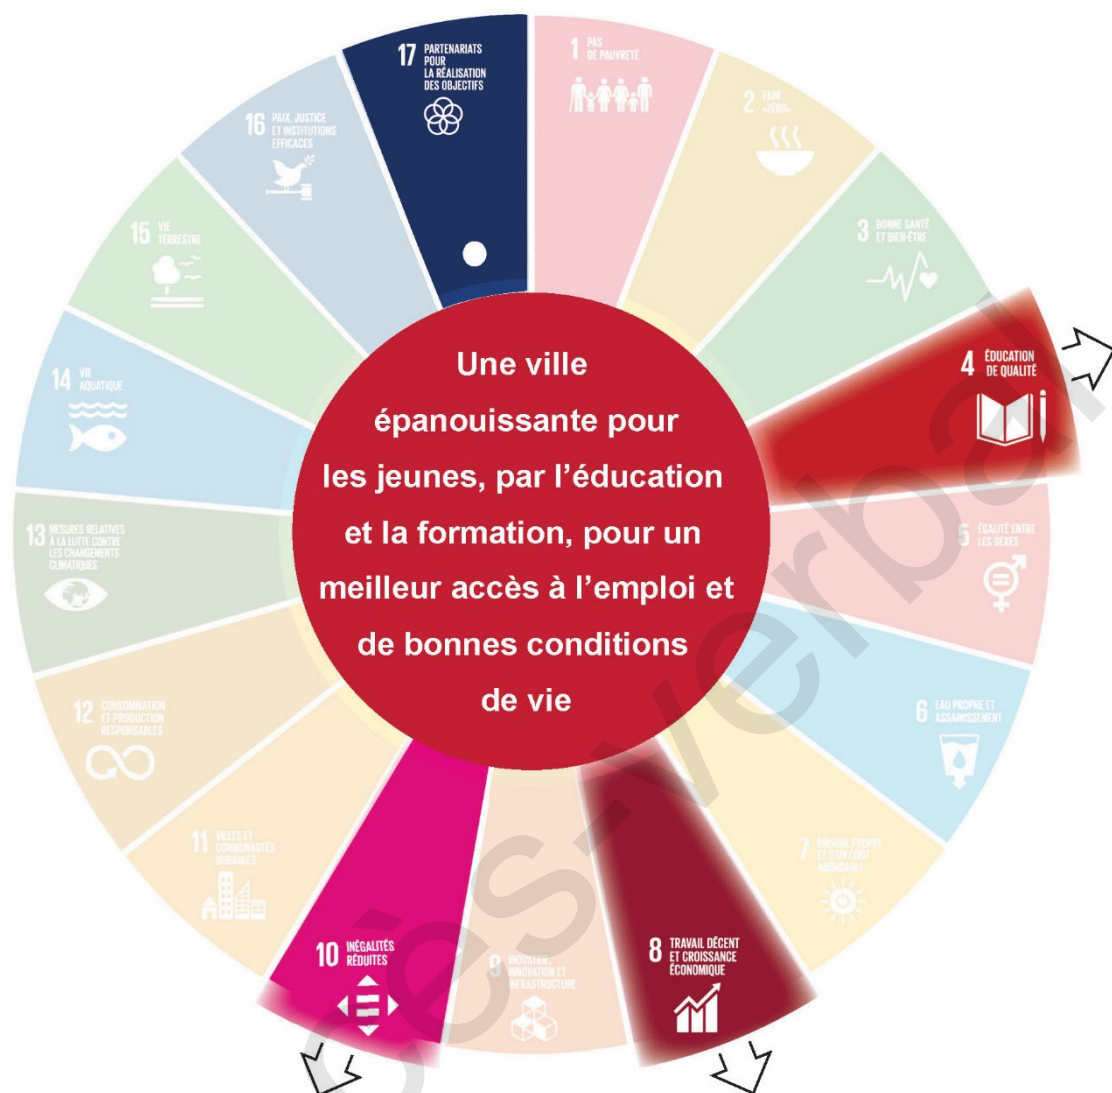 17 PARTENARIATS
POUR
LA RÉALISATION
DES OBJECTIFS
1 PAS
DE PAUVRETÉ
2 FAIM
«ZÉRO»
3 BONNE SANTÉ
ET BIEN-ÊTRE
4 ÉDUCATION
DE QUALITÉ
5 ÉGALITÉ ENTRE
LES SEXES
6 EAU PROPRE ET
ASSAINISSEMENT
7 ÉNERGIE PROPRE
ET D'UN COÛT
ABORDABLE
8 TRAVAIL DÉCENT
ET CROISSANCE
ÉCONOMIQUE
9 INDUSTRIE,
INNOVATION ET
INFRASTRUCTURE
10 INÉGALITÉS
RÉDUITES
11 VILLES ET
COMMUNAUTÉS
DURABLES
12 CONSOMMATION
ET PRODUCTION
RESPONSABLES
13 MESURES RELATIVES
À LA LUTTE CONTRE
LES CHANGEMENTS
CLIMATIQUES
14 VIE
AQUATIQUE
15 VIE
TERRESTRE
16 PAIX, JUSTICE
ET INSTITUTIONS
EFFICACES
Une ville
épanouissante pour
les jeunes, par l'éducation
et la formation, pour un
meilleur accès à l'emploi et
de bonnes conditions
de vie
cès-verbal